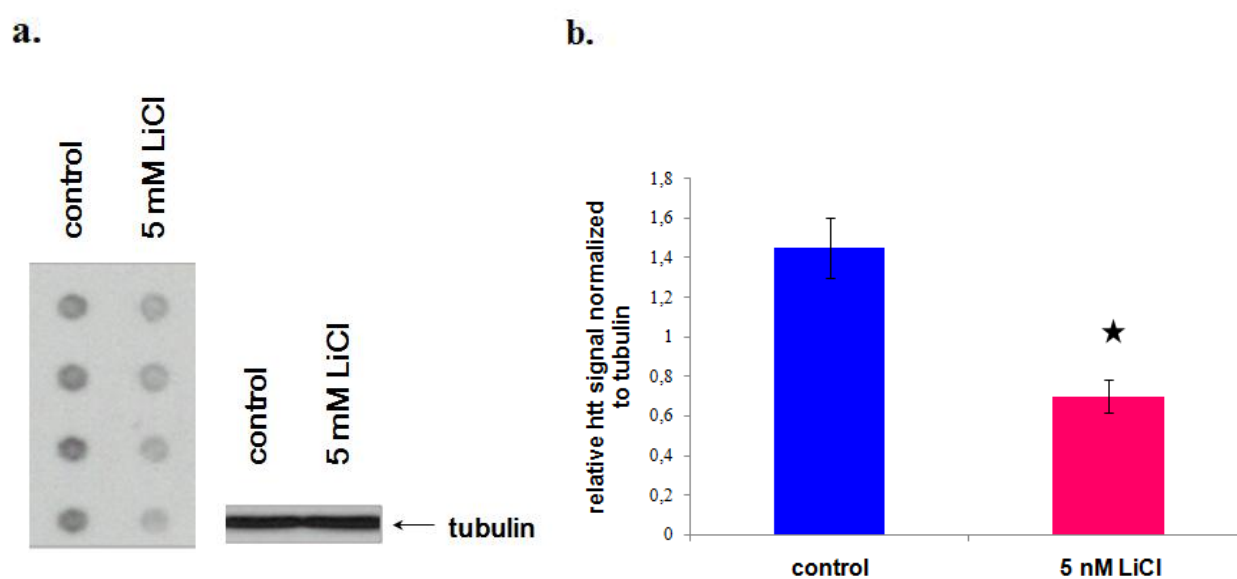 a.
control
5 mM LiCl
control
5 mM LiCl
tubulin
b.
relative htt signal normalized
to tubulin
1,8
1,6
1,4
1,2
1
0,8
0,6
0,4
0,2
0
control
5 nM LiCl